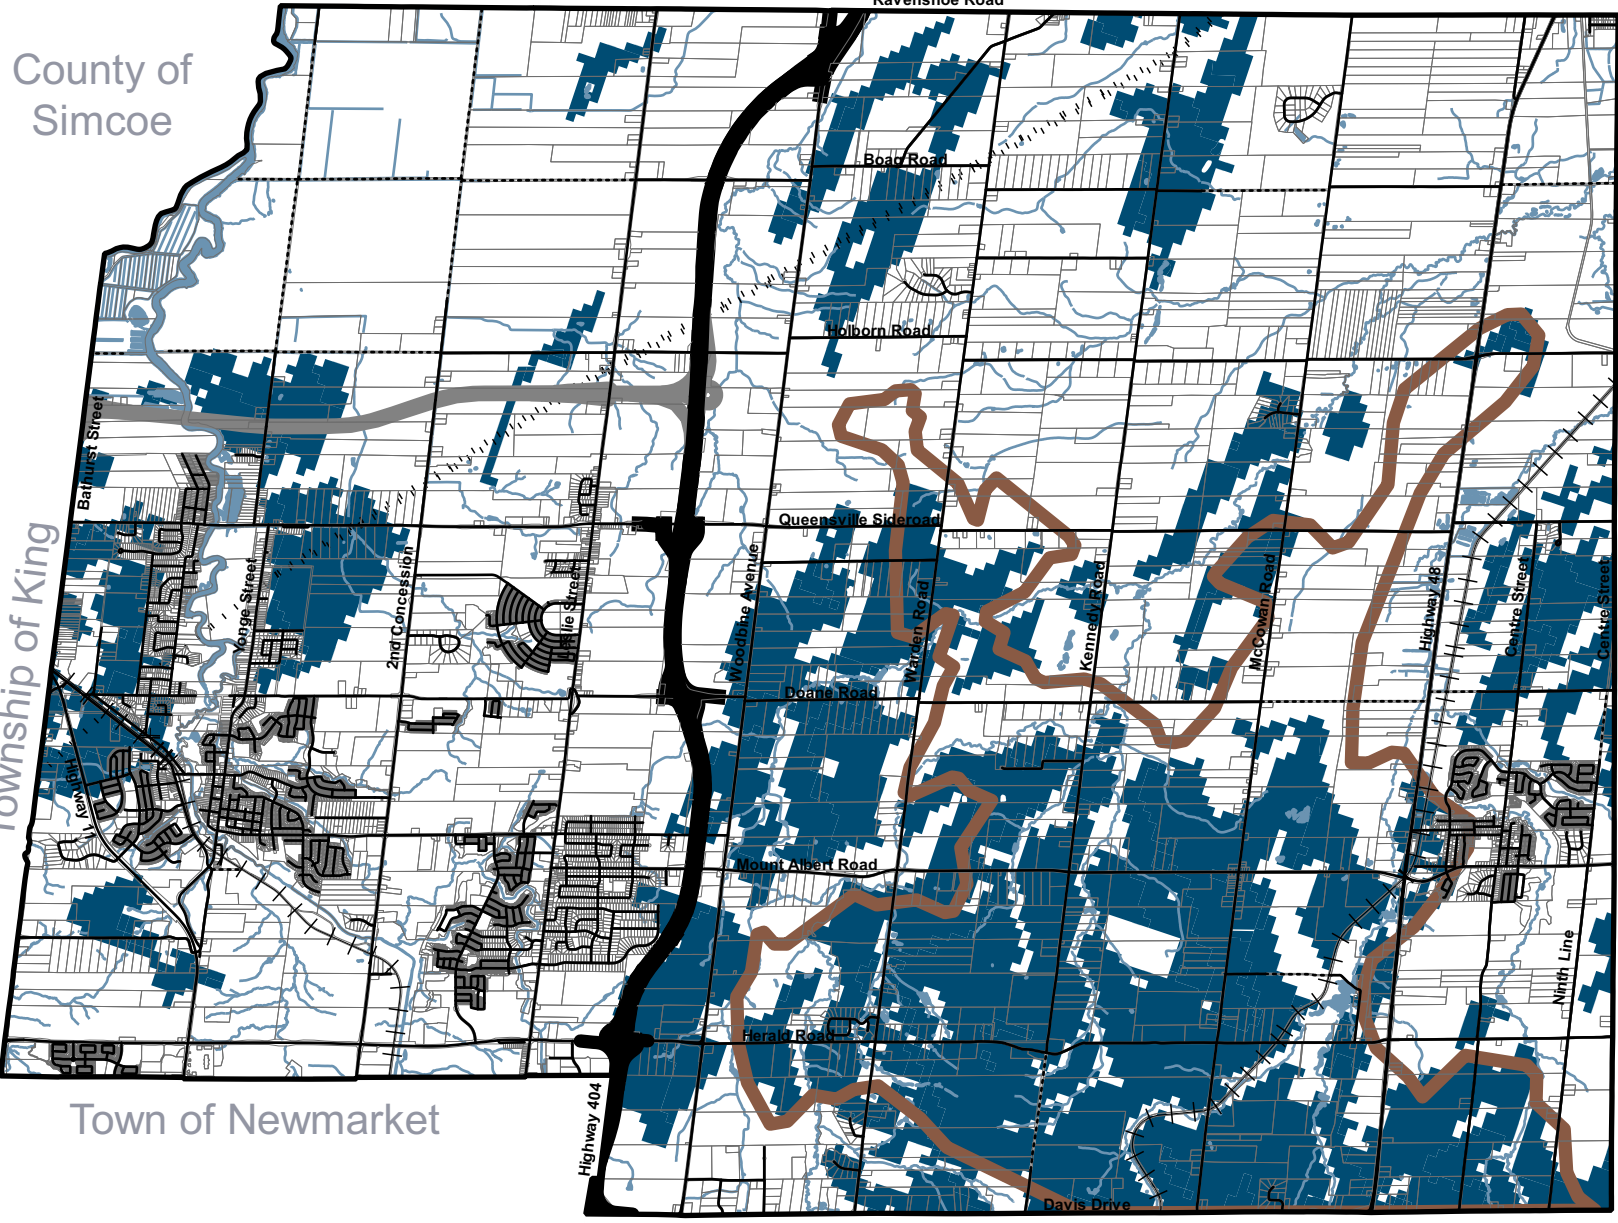 Ravenshoe Road
County of
Simcoe
Boag Road
Holborn Road
Bathurst Street
Queensville Sideroad
Township of King
Yonge Street
2nd Concession
Leslie Street
Woodbine Avenue
Warden Road
Kennedy Road
McCowan Road
Highway 48
Centre Street
Centre Street
Doane Road
Highway 11
Mount Albert Road
Ninth Line
Herald Road
Town of Newmarket
Highway 404
Davis Drive